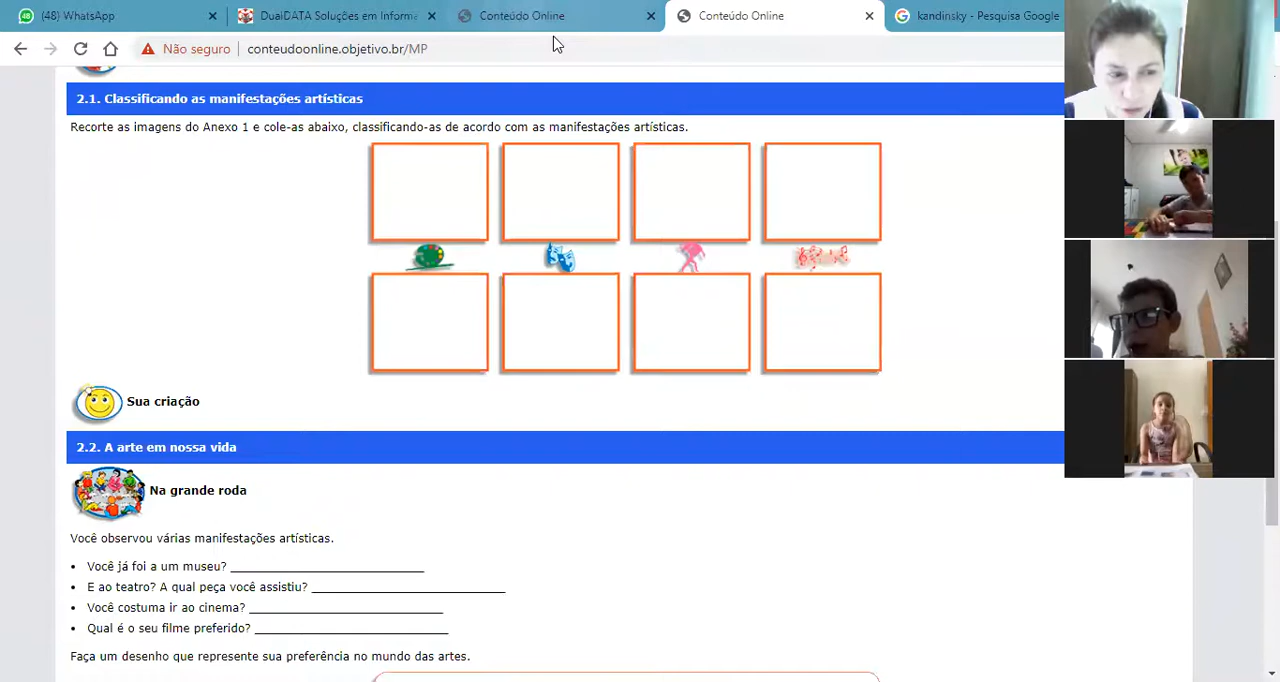 (48) WhatsApp
DuaiDATA Soluções em Informa
Conteúdo Online
Conteúdo Online
kandinsky - Pesquisa Google
Não seguro
conteudoonline.objetivo.br/MP
2.1. Classificando as manifestações artísticas
Recorte as imagens do Anexo 1 e cole-as abaixo, classificando-as de acordo com as manifestações artísticas.
Sua criação
2.2. A arte em nossa vida
Na grande roda
Você observou várias manifestações artísticas.
• Você já foi a um museu?
• E ao teatro? A qual peça você assistiu?
• Você costuma ir ao cinema?
• Qual é o seu filme preferido?
Faça um desenho que represente sua preferência no mundo das artes.